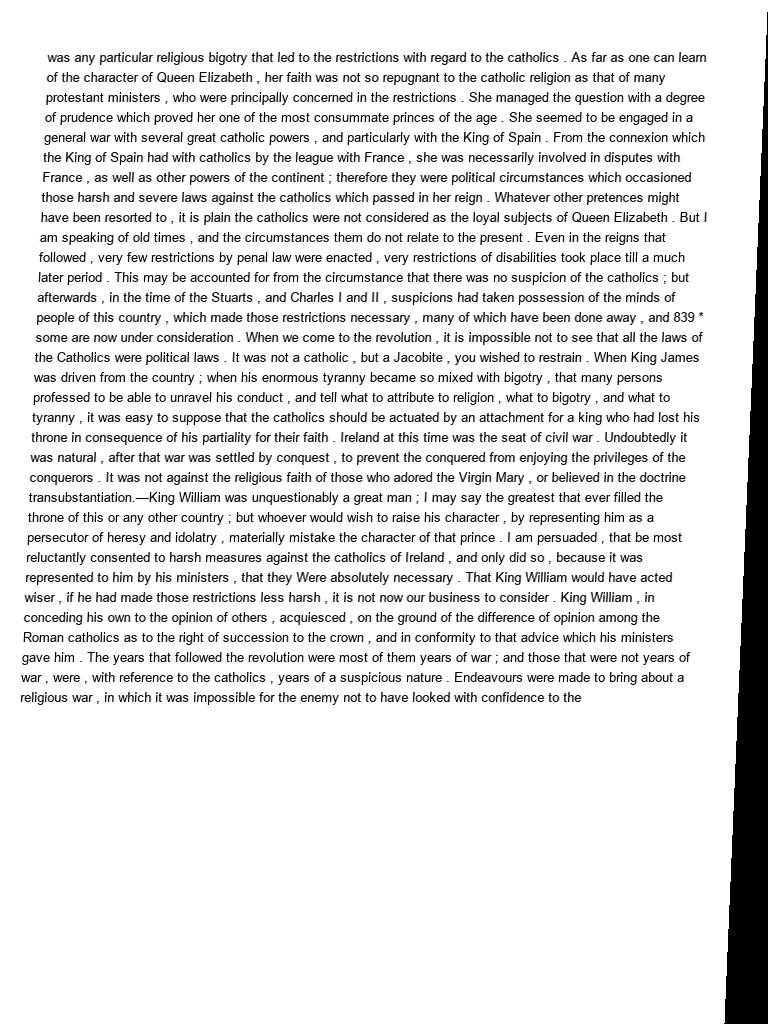 was any particular religious bigotry that led to the restrictions with regard to the catholics . As far as one can learn
of the character of Queen Elizabeth , her faith was not so repugnant to the catholic religion as that of many
protestant ministers , who were principally concerned in the restrictions . She managed the question with a degree
of prudence which proved her one of the most consummate princes of the age . She seemed to be engaged in a
general war with several great catholic powers , and particularly with the King of Spain . From the connexion which
the King of Spain had with catholics by the league with France , she was necessarily involved in disputes with
France , as well as other powers of the continent ; therefore they were political circumstances which occasioned
those harsh and severe laws against the catholics which passed in her reign . Whatever other pretences might
have been resorted to , it is plain the catholics were not considered as the loyal subjects of Queen Elizabeth . But I
am speaking of old times , and the circumstances them do not relate to the present . Even in the reigns that
followed , very few restrictions by penal law were enacted , very restrictions of disabilities took place till a much
later period . This may be accounted for from the circumstance that there was no suspicion of the catholics ; but
afterwards , in the time of the Stuarts , and Charles I and II , suspicions had taken possession of the minds of
people of this country , which made those restrictions necessary , many of which have been done away , and 839 *
some are now under consideration . When we come to the revolution , it is impossible not to see that all the laws of
the Catholics were political laws . It was not a catholic , but a Jacobite , you wished to restrain . When King James
was driven from the country ; when his enormous tyranny became so mixed with bigotry , that many persons
professed to be able to unravel his conduct , and tell what to attribute to religion , what to bigotry , and what to
tyranny , it was easy to suppose that the catholics should be actuated by an attachment for a king who had lost his
throne in consequence of his partiality for their faith . Ireland at this time was the seat of civil war . Undoubtedly it
was natural , after that war was settled by conquest , to prevent the conquered from enjoying the privileges of the
conquerors . It was not against the religious faith of those who adored the Virgin Mary , or believed in the doctrine
transubstantiation.—King William was unquestionably a great man ; I may say the greatest that ever filled the
throne of this or any other country ; but whoever would wish to raise his character , by representing him as a
persecutor of heresy and idolatry , materially mistake the character of that prince . I am persuaded , that be most
reluctantly consented to harsh measures against the catholics of Ireland , and only did so , because it was
represented to him by his ministers , that they Were absolutely necessary . That King William would have acted
wiser , if he had made those restrictions less harsh , it is not now our business to consider . King William , in
conceding his own to the opinion of others , acquiesced , on the ground of the difference of opinion among the
Roman catholics as to the right of succession to the crown , and in conformity to that advice which his ministers
gave him . The years that followed the revolution were most of them years of war ; and those that were not years of
war , were , with reference to the catholics , years of a suspicious nature . Endeavours were made to bring about a
religious war , in which it was impossible for the enemy not to have looked with confidence to the